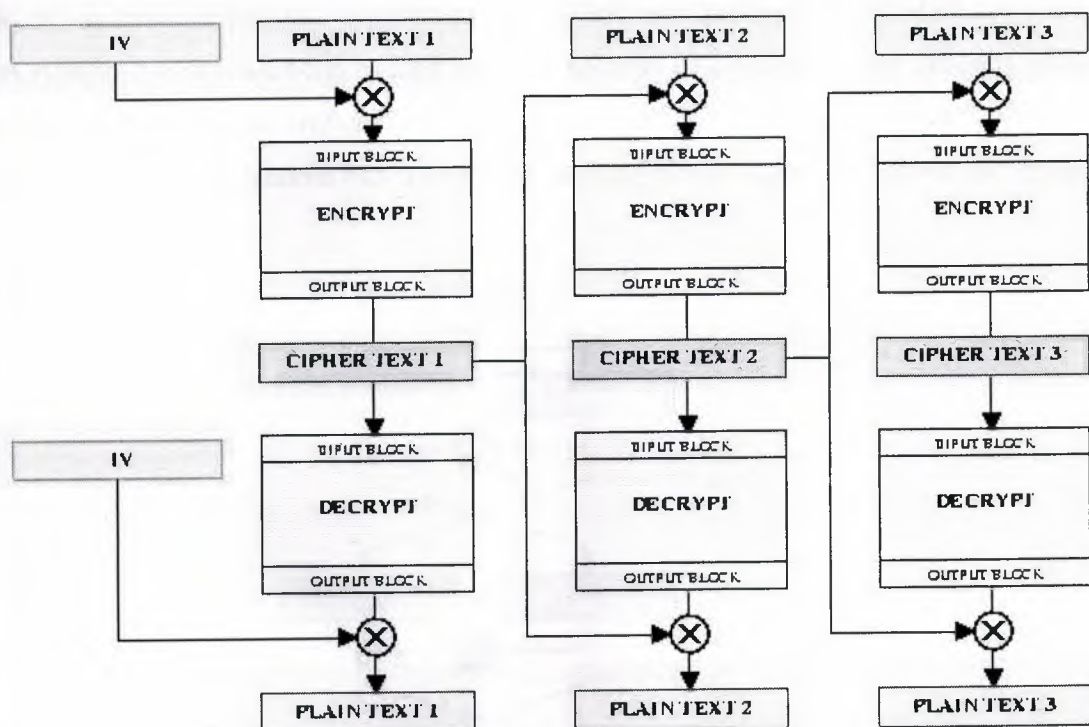 IV PLAIN TEXT 1 PLAIN TEXT 2 PLAIN TEXT 3
INPUT BLOCK INPUT BLOCK INPUT BLOCK
ENCRYPT ENCRYPT ENCRYPT
OUTPUT BLOCK OUTPUT BLOCK OUTPUT BLOCK
CIPHER TEXT 1 CIPHER TEXT 2 CIPHER TEXT 3
INPUT BLOCK INPUT BLOCK INPUT BLOCK
IV
DECRYPT DECRYPT DECRYPT
OUTPUT BLOCK OUTPUT BLOCK OUTPUT BLOCK
PLAIN TEXT 1 PLAIN TEXT 2 PLAIN TEXT 3